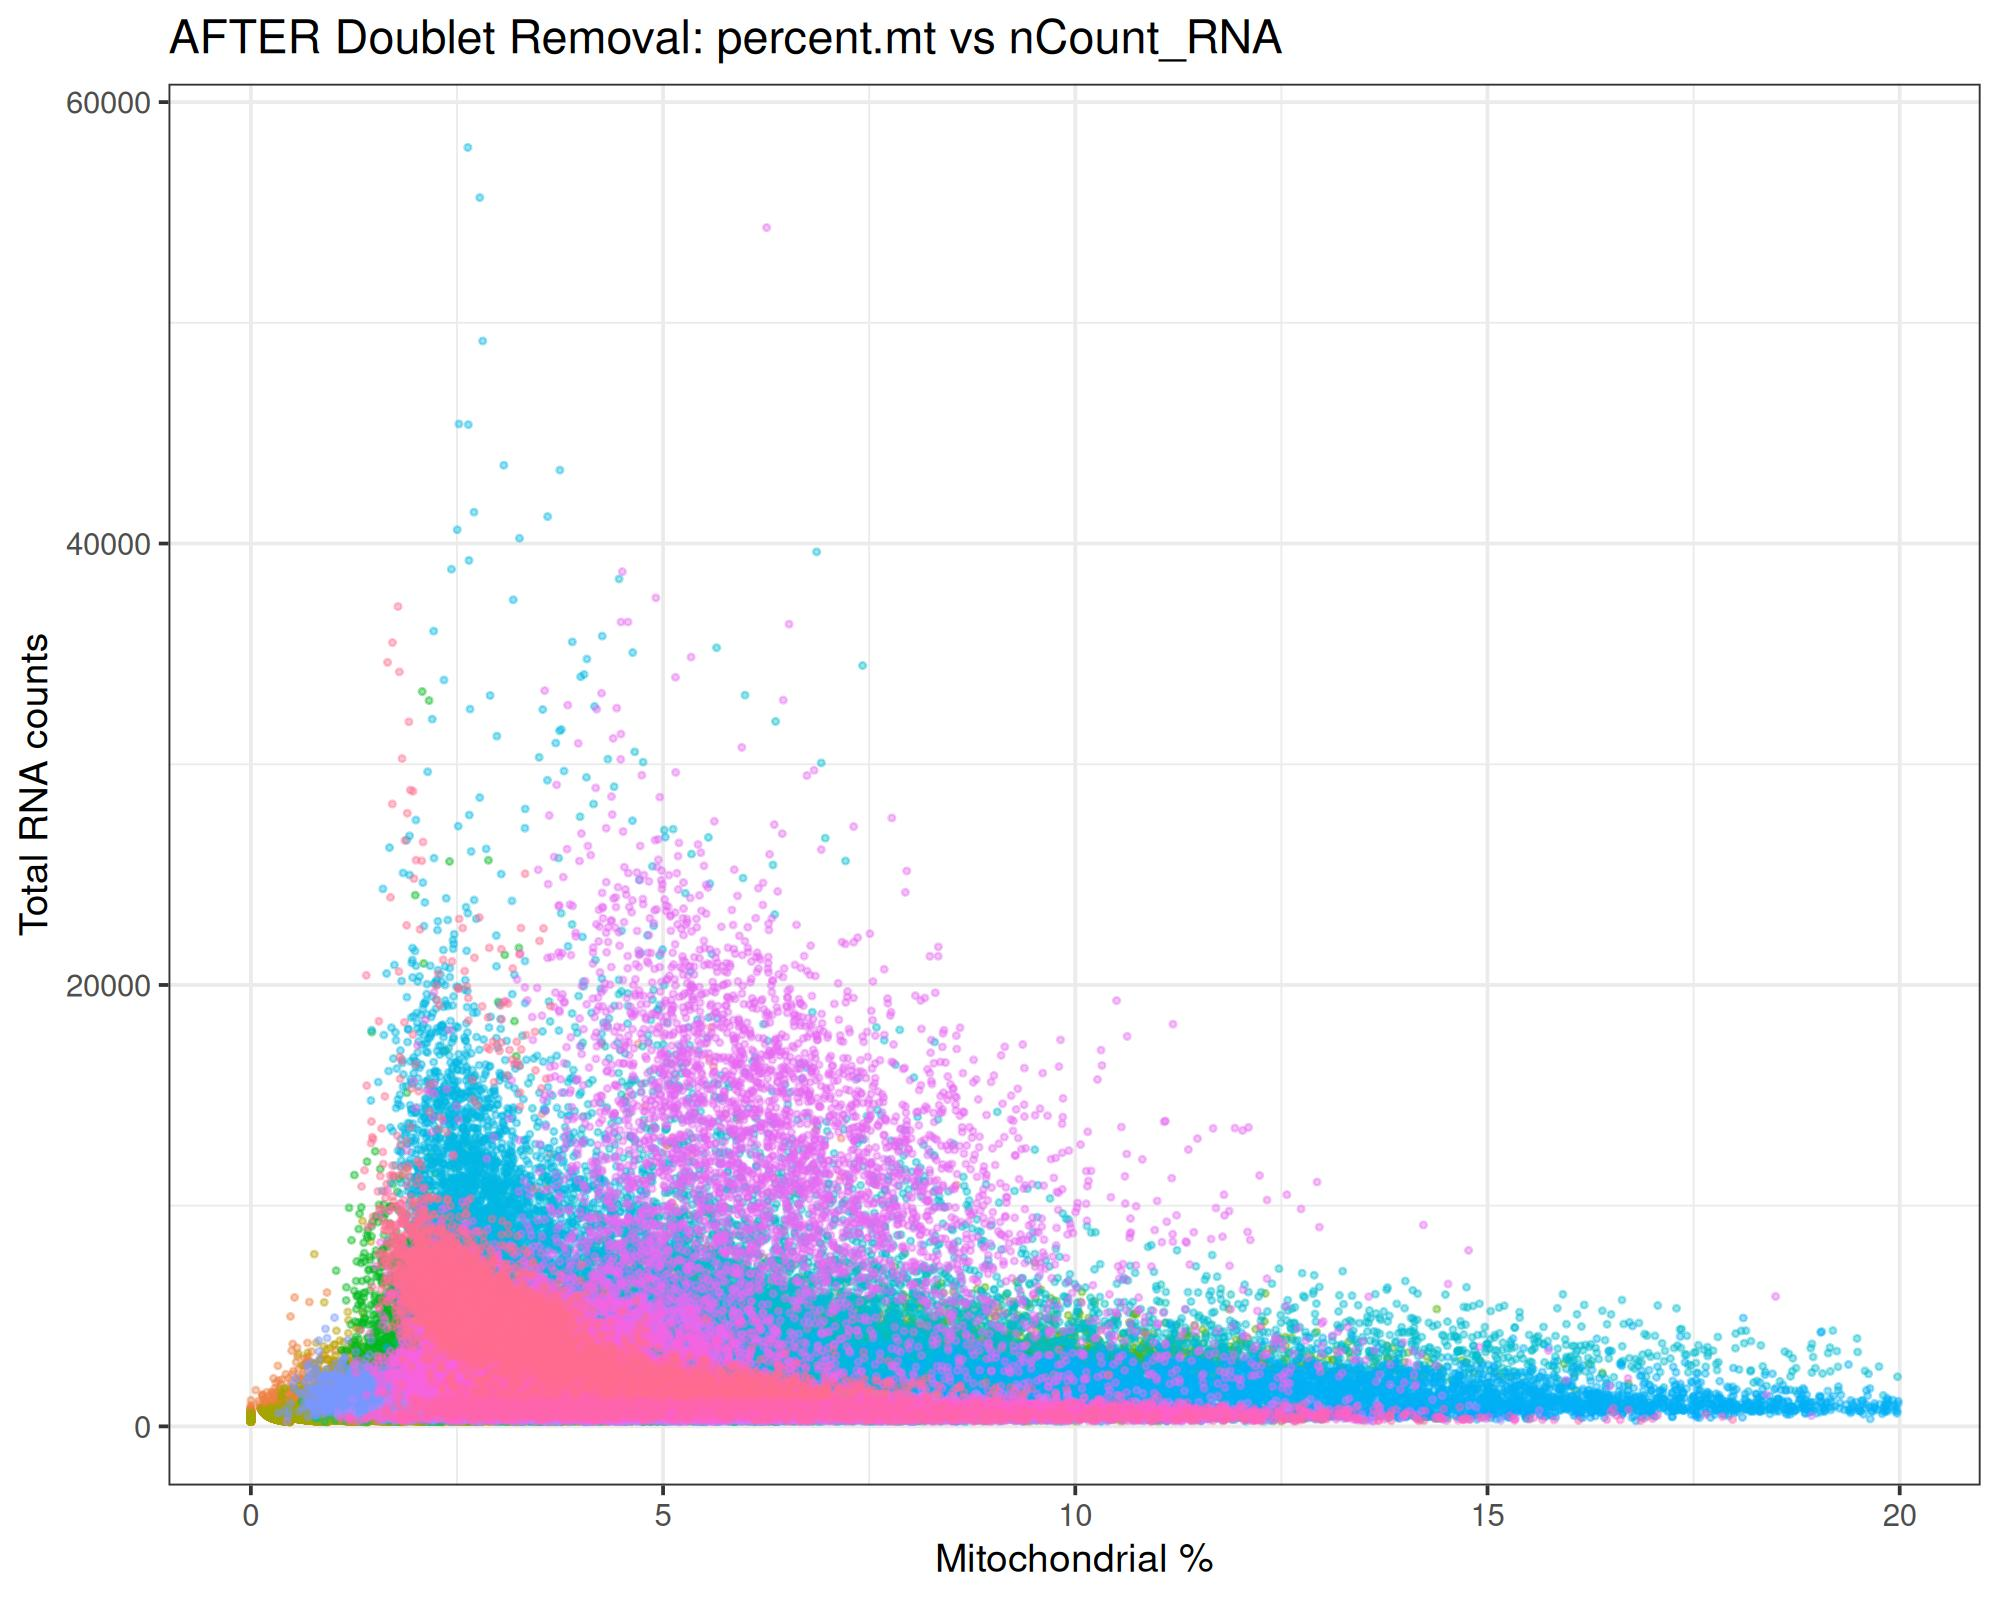 AFTER Doublet Removal: percent.mt vs nCount_RNA
60000
40000
20000
0
Total RNA counts
0 5 10 15 20
Mitochondrial %